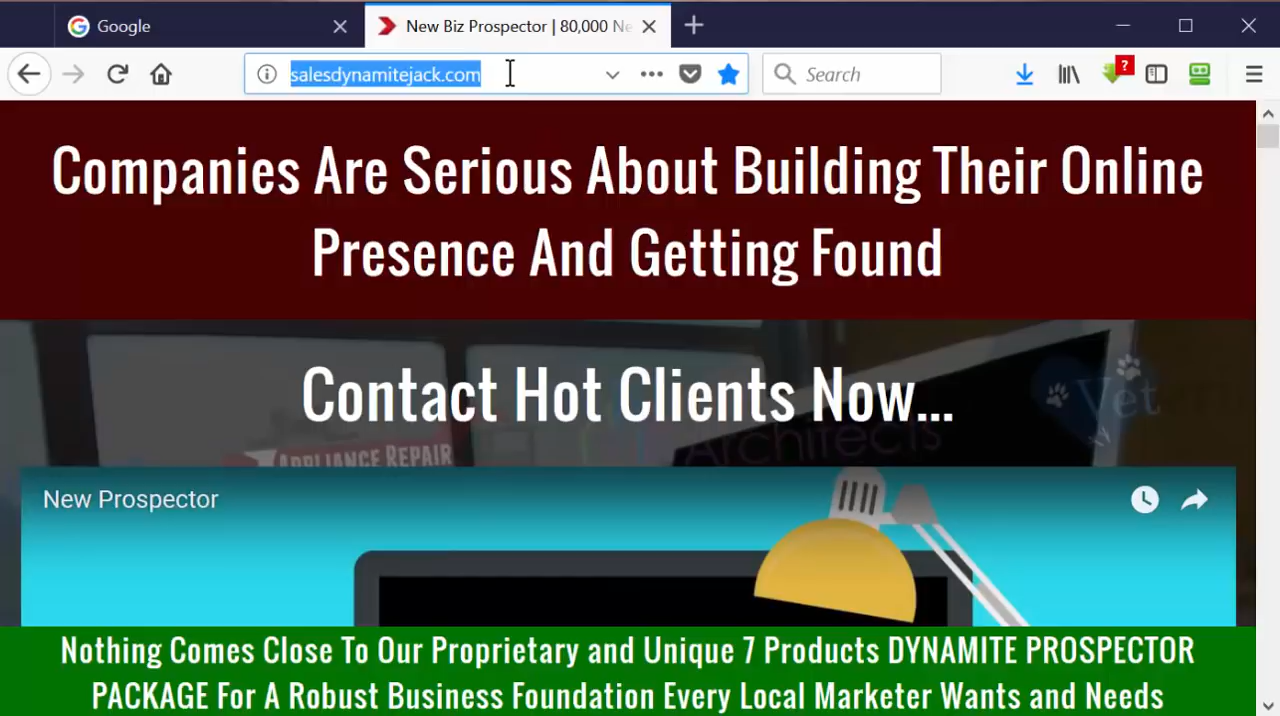 Google
New Biz Prospector | 80,000 Ne
salesdynamitejack.com
Search
?
Companies Are Serious About Building Their Online
Presence And Getting Found
Contact Hot Clients Now...
Vet
Architects
APPLIANCE REPAIR
New Prospector
Nothing Comes Close To Our Proprietary and Unique 7 Products DYNAMITE PROSPECTOR
PACKAGE For A Robust Business Foundation Every Local Marketer Wants and Needs